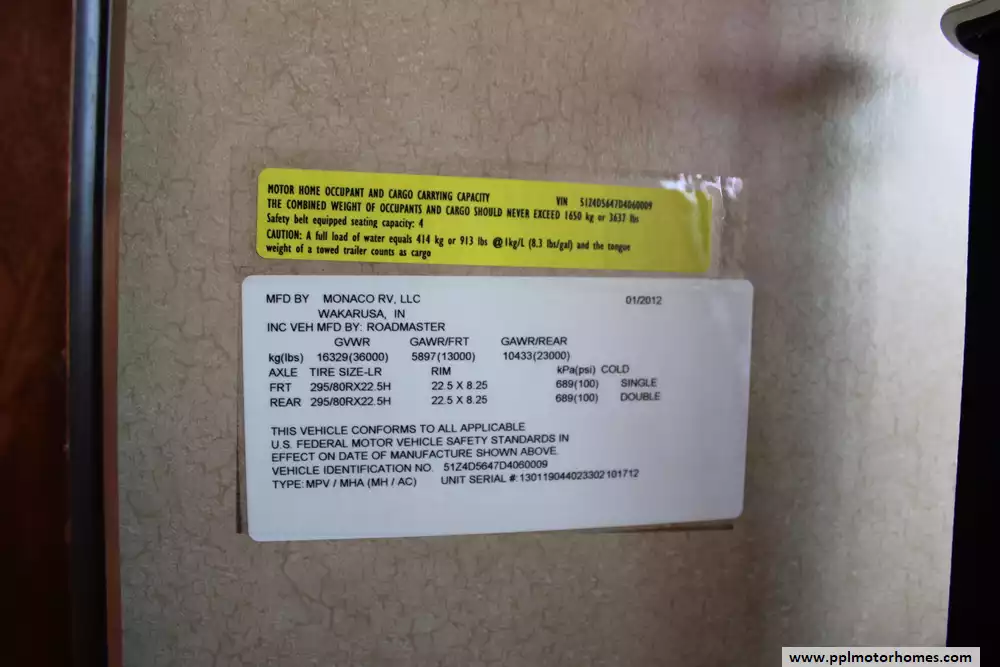 MOTOR HOME OCCUPANT AND CARGO CARRYING CAPACITY VIN 51Z4D5647D4060009
THE COMBINED WEIGHT OF OCCUPANTS AND CARGO SHOULD NEVER EXCEED 1650 kg or 3637 lbs
Safety belt equipped seating capacity: 4
CAUTION: A full load of water equals 414 kg or 913 lbs @1kg/L (8.3 lbs/gal) and the tongue
weight of a towed trailer counts as cargo
MFD BY MONACO RV, LLC 01/2012
WAKARUSA, IN
INC VEH MFD BY: ROADMASTER
GVWR GAWR/FRT GAWR/REAR
kg(lbs) 16329(36000) 5897(13000) 10433(23000)
AXLE TIRE SIZE-LR RIM kPa(psi) COLD
FRT 295/80RX22.5H 22.5 X 8.25 689(100) SINGLE
REAR 295/80RX22.5H 22.5 X 8.25 689(100) DOUBLE
THIS VEHICLE CONFORMS TO ALL APPLICABLE
U.S. FEDERAL MOTOR VEHICLE SAFETY STANDARDS IN
EFFECT ON DATE OF MANUFACTURE SHOWN ABOVE.
VEHICLE IDENTIFICATION NO. 51Z4D5647D4060009
TYPE: MPV / MHA (MH / AC) UNIT SERIAL #: 130119044023302 101712
www.pplmotorhomes.com